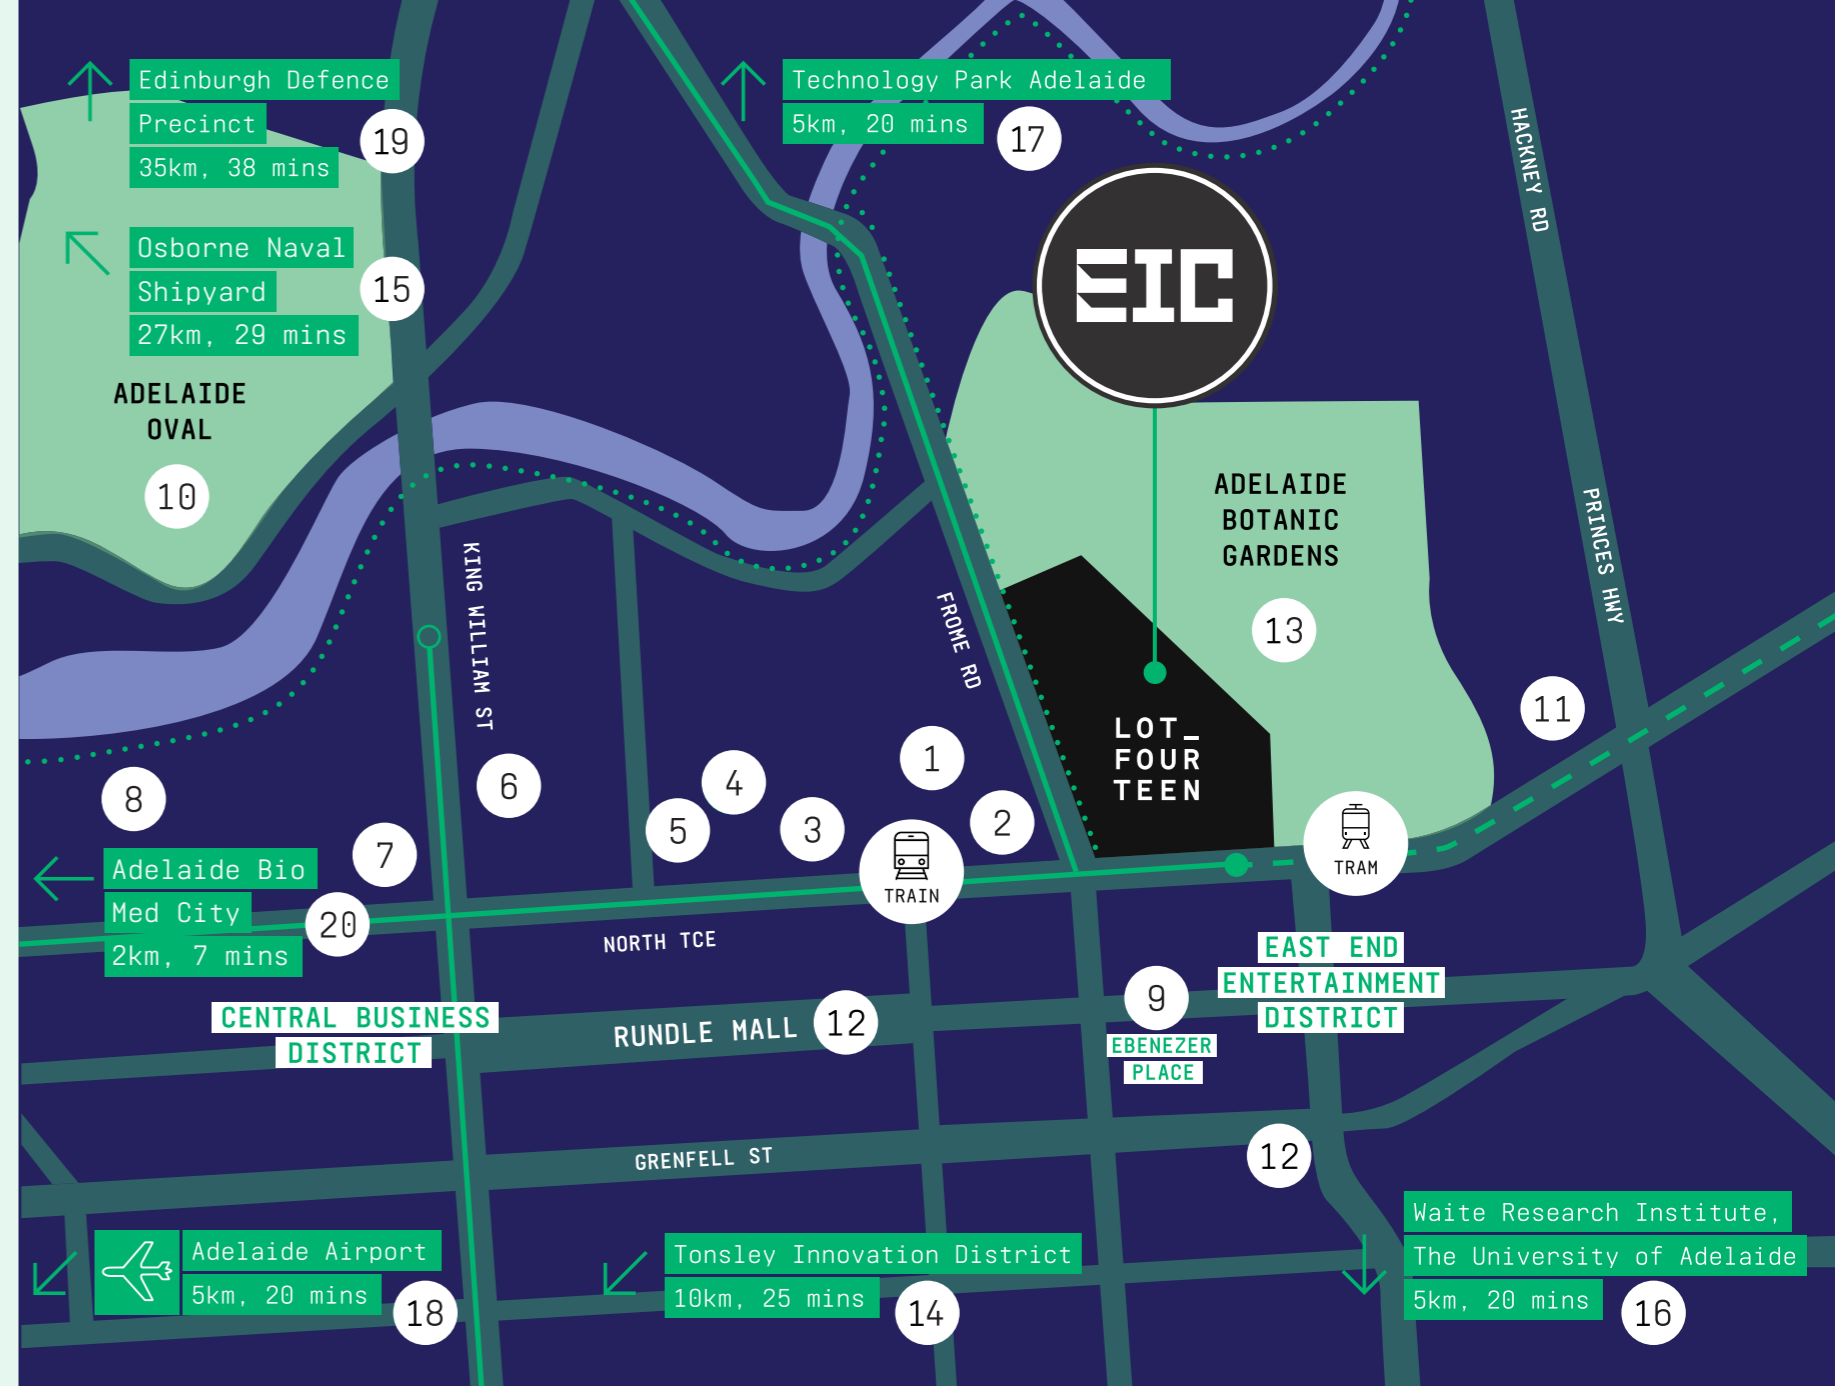 Edinburgh Defence
Precinct
35km, 38 mins
19
Technology Park Adelaide
5km, 20 mins
17
HACKNEY RD
Osborne Naval
Shipyard
27km, 29 mins
15
EIC
ADELAIDE
OVAL
10
ADELAIDE
BOTANIC
GARDENS
13
PRINCES HWY
KING WILLIAM ST
FROME RD
11
LOT_
FOUR
TEEN
1
4
6
8
2
3
5
7
TRAIN
TRAM
Adelaide Bio
Med City
2km, 7 mins
20
NORTH TCE
EAST END
ENTERTAINMENT
DISTRICT
9
EBENEZER
PLACE
CENTRAL BUSINESS
DISTRICT
RUNDLE MALL
12
GRENFELL ST
12
Adelaide Airport
5km, 20 mins
18
Tonsley Innovation District
10km, 25 mins
14
Waite Research Institute,
The University of Adelaide
5km, 20 mins
16